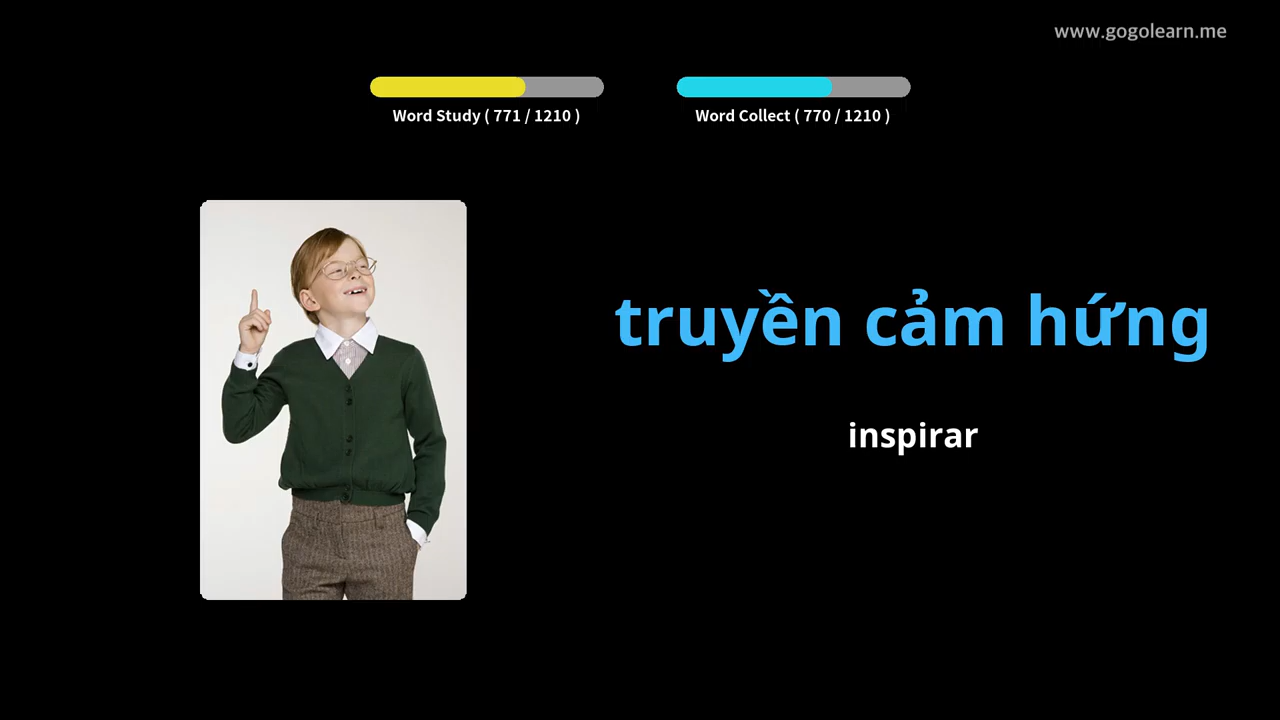 www.gogolearn.me
Word Study ( 771 / 1210 )
Word Collect ( 770 / 1210 )
truyền cảm hứng
inspirar